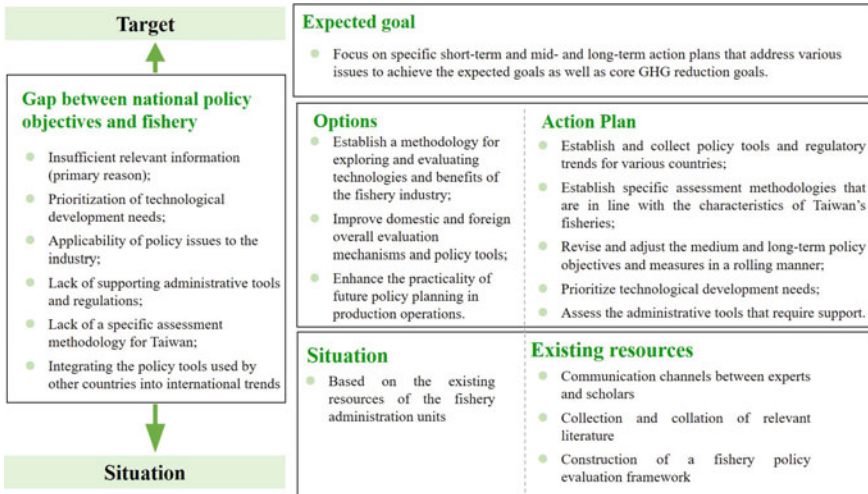 Target
Gap between national policy
objectives and fishery
Insufficient relevant information
(primary reason);
Prioritization of technological
development needs;
Applicability of policy issues to the
industry;
Lack of supporting administrative tools
and regulations;
Lack of a specific assessment
methodology for Taiwan;
Integrating the policy tools used by
other countries into international trends
Situation
Expected goal
Focus on specific short-term and mid- and long-term action plans that address various
issues to achieve the expected goals as well as core GHG reduction goals.
Options
Establish a methodology for
exploring and evaluating
technologies and benefits of
the fishery industry;
Improve domestic and foreign
overall evaluation
mechanisms and policy tools;
Enhance the practicality of
future policy planning in
production operations.
Action Plan
Establish and collect policy tools and regulatory
trends for various countries;
Establish specific assessment methodologies that
are in line with the characteristics of Taiwan's
fisheries;
Revise and adjust the medium and long-term policy
objectives and measures in a rolling manner;
Prioritize technological development needs;
Assess the administrative tools that require support.
Situation
Based on the existing
resources of the fishery
administration units
Existing resources
Communication channels between experts
and scholars
Collection and collation of relevant
literature
Construction of a fishery policy
evaluation framework